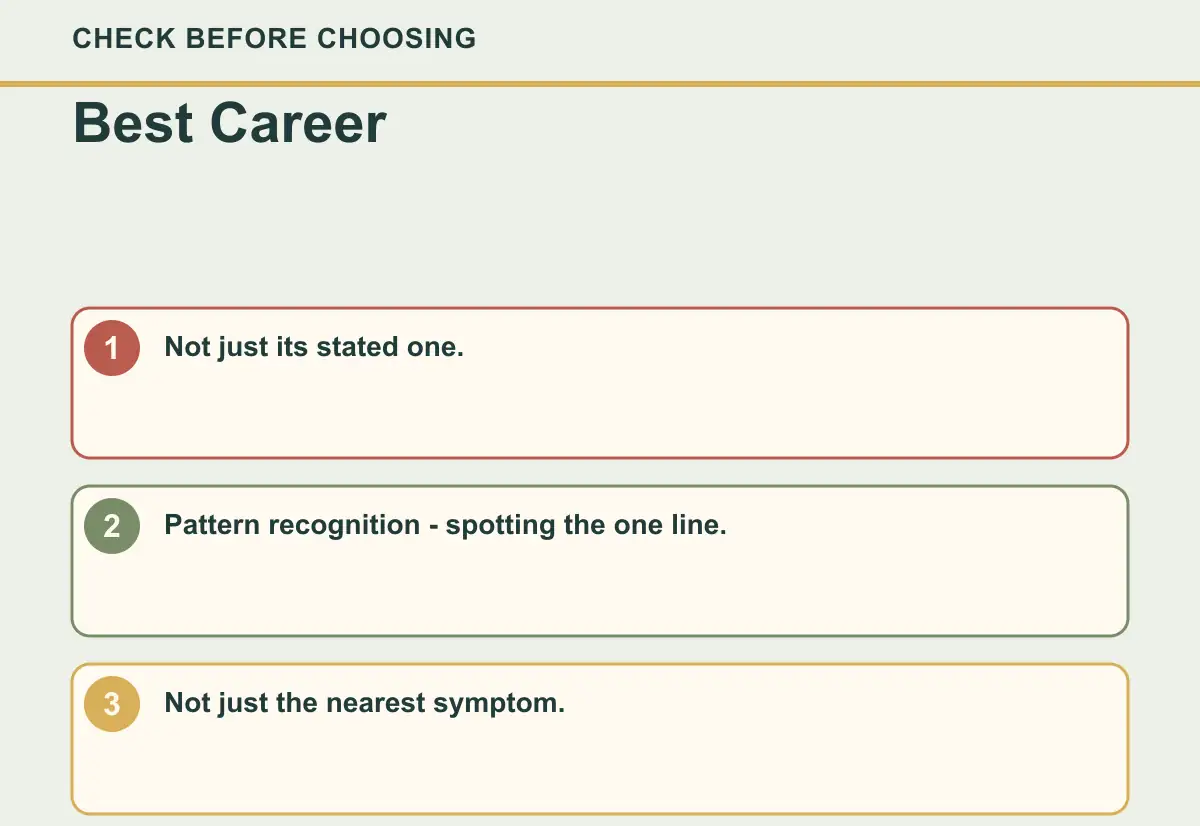 CHECK BEFORE CHOOSING
Best Career
1 Not just its stated one.
2 Pattern recognition - spotting the one line.
3 Not just the nearest symptom.